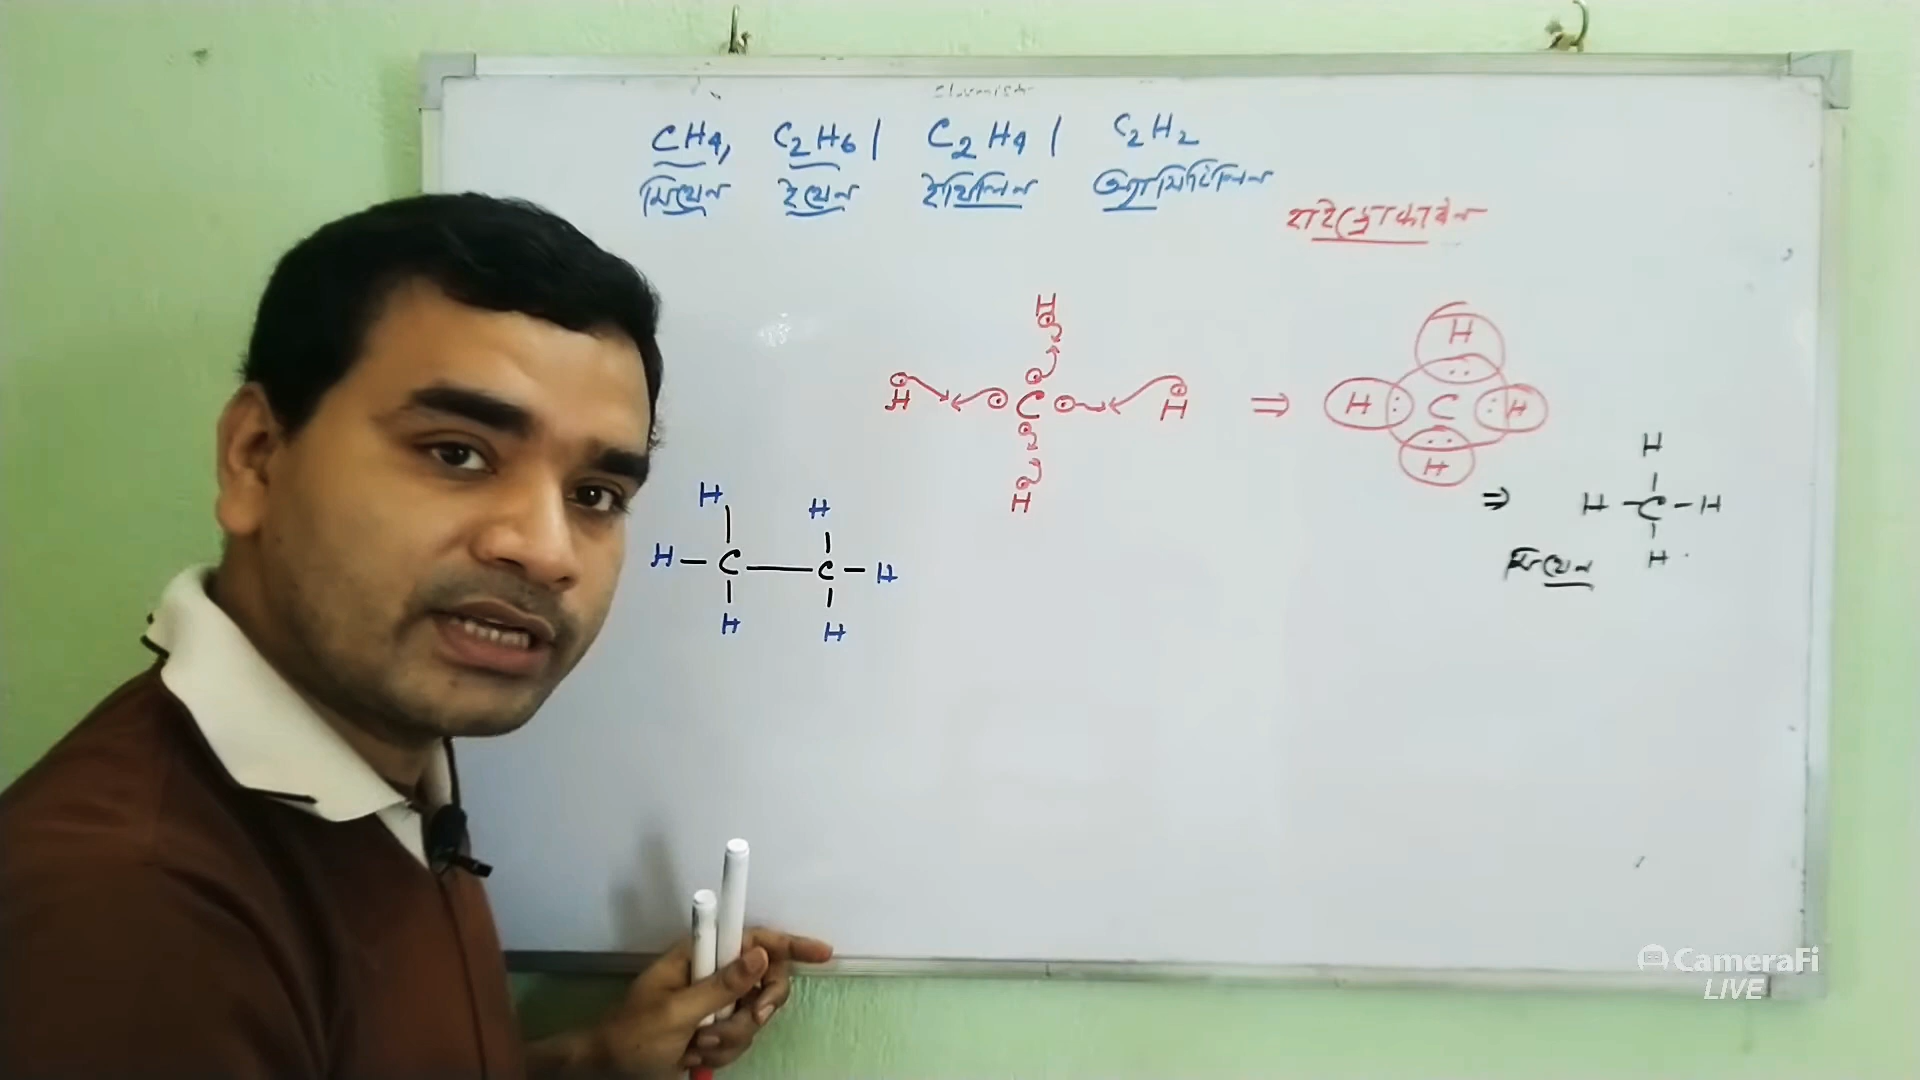 CH4, C2H6 | C2H4 | C2H2
মিথেন ইথেন ইথিলিন অ্যাসিটিলিন
হাইড্রোকার্বন
H
H C H ⇒ H C H
H
H
H
H H
H – C – C – H
H H
H
⇒ H – C – H
H
মিথেন
CameraFi
LIVE